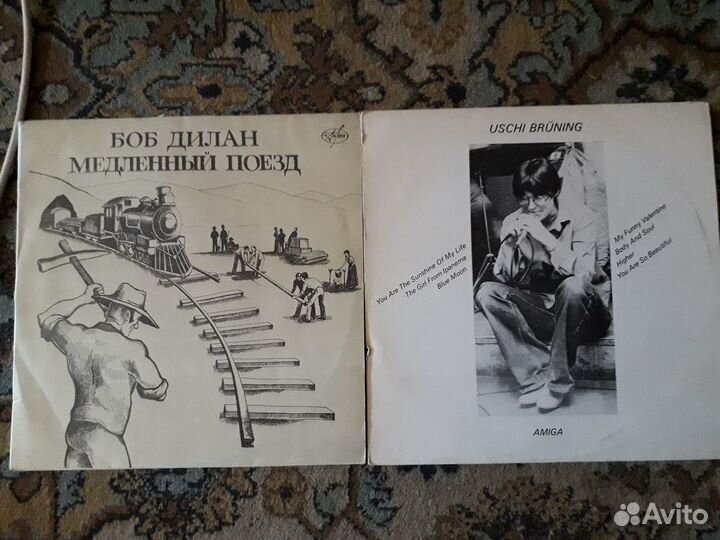 БОБ ДИЛАН
МЕДЛЕННЫЙ ПОЕЗД
USCHI BRÜNING
You Are The Sunshine Of My Life
The Girl From Ipanema
Blue Moon
My Funny Valentine
Body And Soul
Higher
You Are So Beautiful
AMIGA
Avito